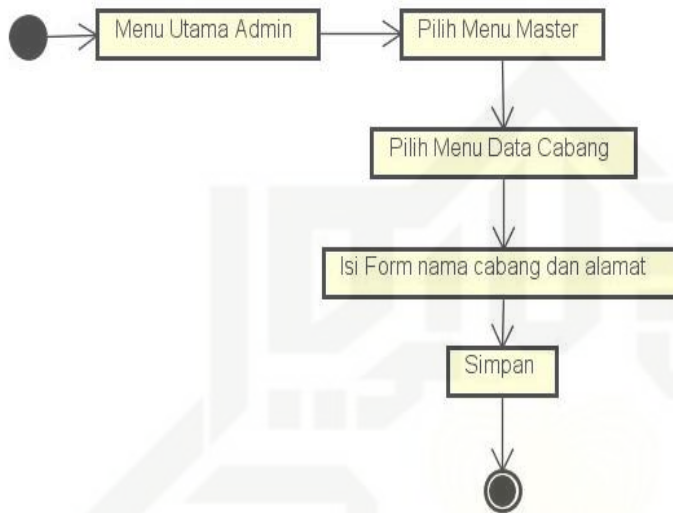 Menu Utama Admin
Pilih Menu Master
Pilih Menu Data Cabang
Isi Form nama cabang dan alamat
Simpan